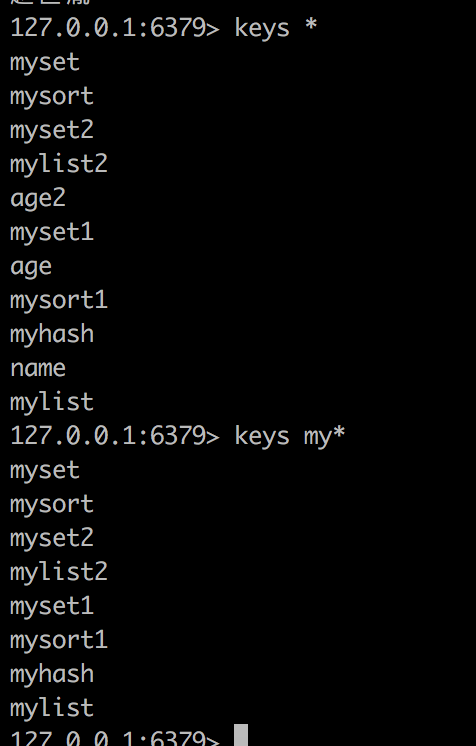 127.0.0.1:6379> keys *
myset
mysort
myset2
mylist2
age2
myset1
age
mysort1
myhash
name
mylist
127.0.0.1:6379> keys my*
myset
mysort
myset2
mylist2
myset1
mysort1
myhash
mylist
127.0.0.1:6379>